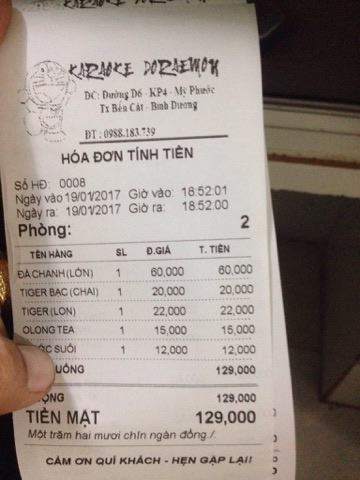 KARAOKE DORAEMON
ĐC: Đường D6 - KP4 - Mỹ Phước
Tx Bến Cát - Bình Dương
ĐT : 0988.183.739
HÓA ĐƠN TÍNH TIỀN
Số HĐ: 0008
Ngày vào 19/01/2017 Giờ vào: 18:52:01
Ngày ra: 19/01/2017 Giờ ra: 18:52:00
Phòng: 2
TÊN HÀNG SL Đ.GIÁ T. TIỀN
ĐÁ CHANH (LỚN) 1 60,000 60,000
TIGER BẠC (CHAI) 1 20,000 20,000
TIGER (LON) 1 22,000 22,000
OLONG TEA 1 15,000 15,000
SUỐI 1 12,000 12,000
129,000
129,000
TIỀN MẶT 129,000
Một trăm hai mươi chín ngàn đồng./.
CÁM ƠN QUÍ KHÁCH - HẸN GẶP LẠI!